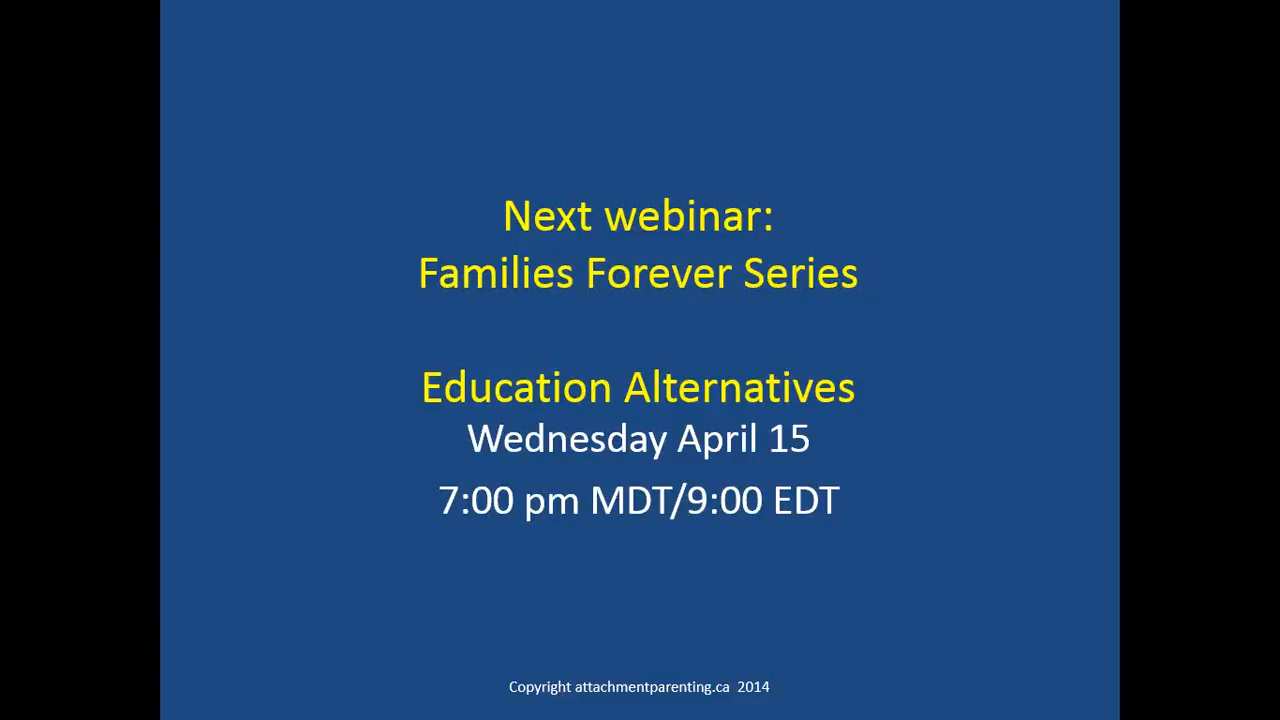 Next webinar:
Families Forever Series
Education Alternatives
Wednesday April 15
7:00 pm MDT/9:00 EDT
Copyright attachmentparenting.ca 2014